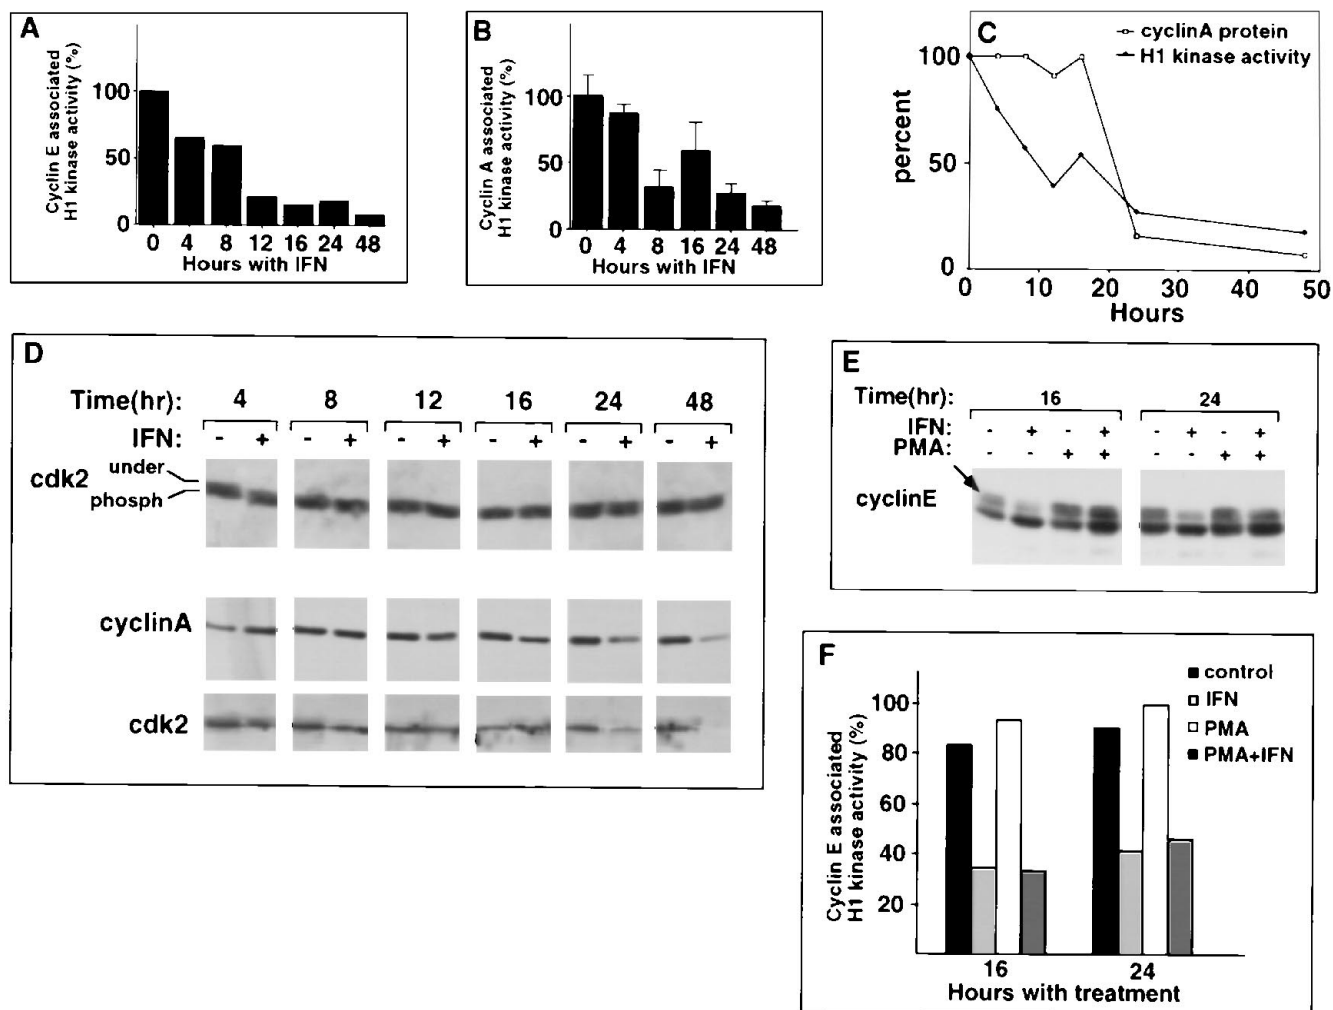 A
Cyclin E associated
H1 kinase activity (%)
100
50
0
0 4 8 12 16 24 48
Hours with IFN
B
Cyclin A associated
H1 kinase activity (%)
100
50
0
0 4 8 16 24 48
Hours with IFN
C
cyclinA protein
H1 kinase activity
percent
100
50
0
0 10 20 30 40 50
Hours
D
Time(hr): 4 8 12 16 24 48
IFN: - + - + - + - + - + - +
cdk2
under
phosph
cyclinA
cdk2
E
Time(hr): 16 24
IFN: - + - + - + - +
PMA: - - + + - - + +
cyclinE
F
control
IFN
PMA
PMA+IFN
Cyclin E associated
H1 kinase activity (%)
100
80
60
40
20
16 24
Hours with treatment